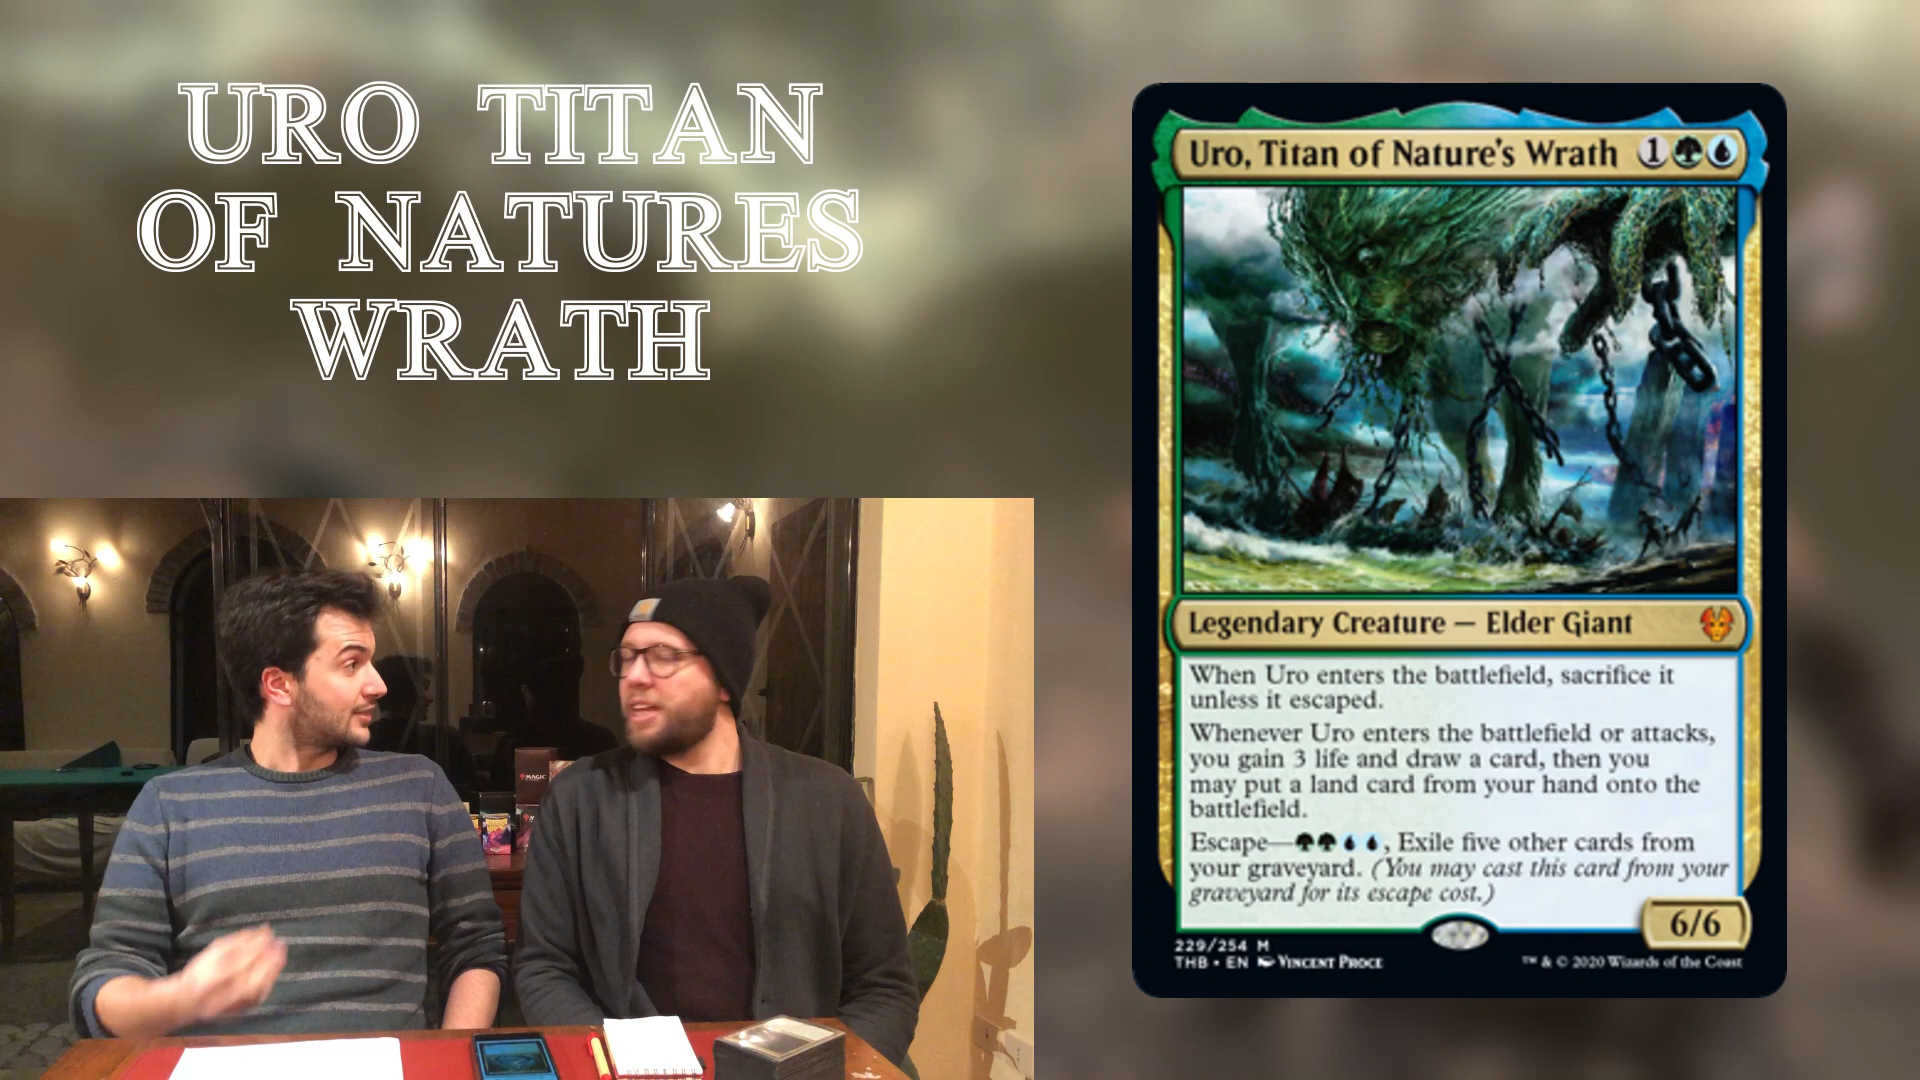 URO TITAN
OF NATURES
WRATH
Uro, Titan of Nature's Wrath 1
Legendary Creature — Elder Giant
When Uro enters the battlefield, sacrifice it
unless it escaped.
Whenever Uro enters the battlefield or attacks,
you gain 3 life and draw a card, then you
may put a land card from your hand onto the
battlefield.
Escape—, Exile five other cards from
your graveyard. (You may cast this card from your
graveyard for its escape cost.)
6/6
229/254 M
THB • EN VINCENT PROCE
™ & © 2020 Wizards of the Coast
MAGIC